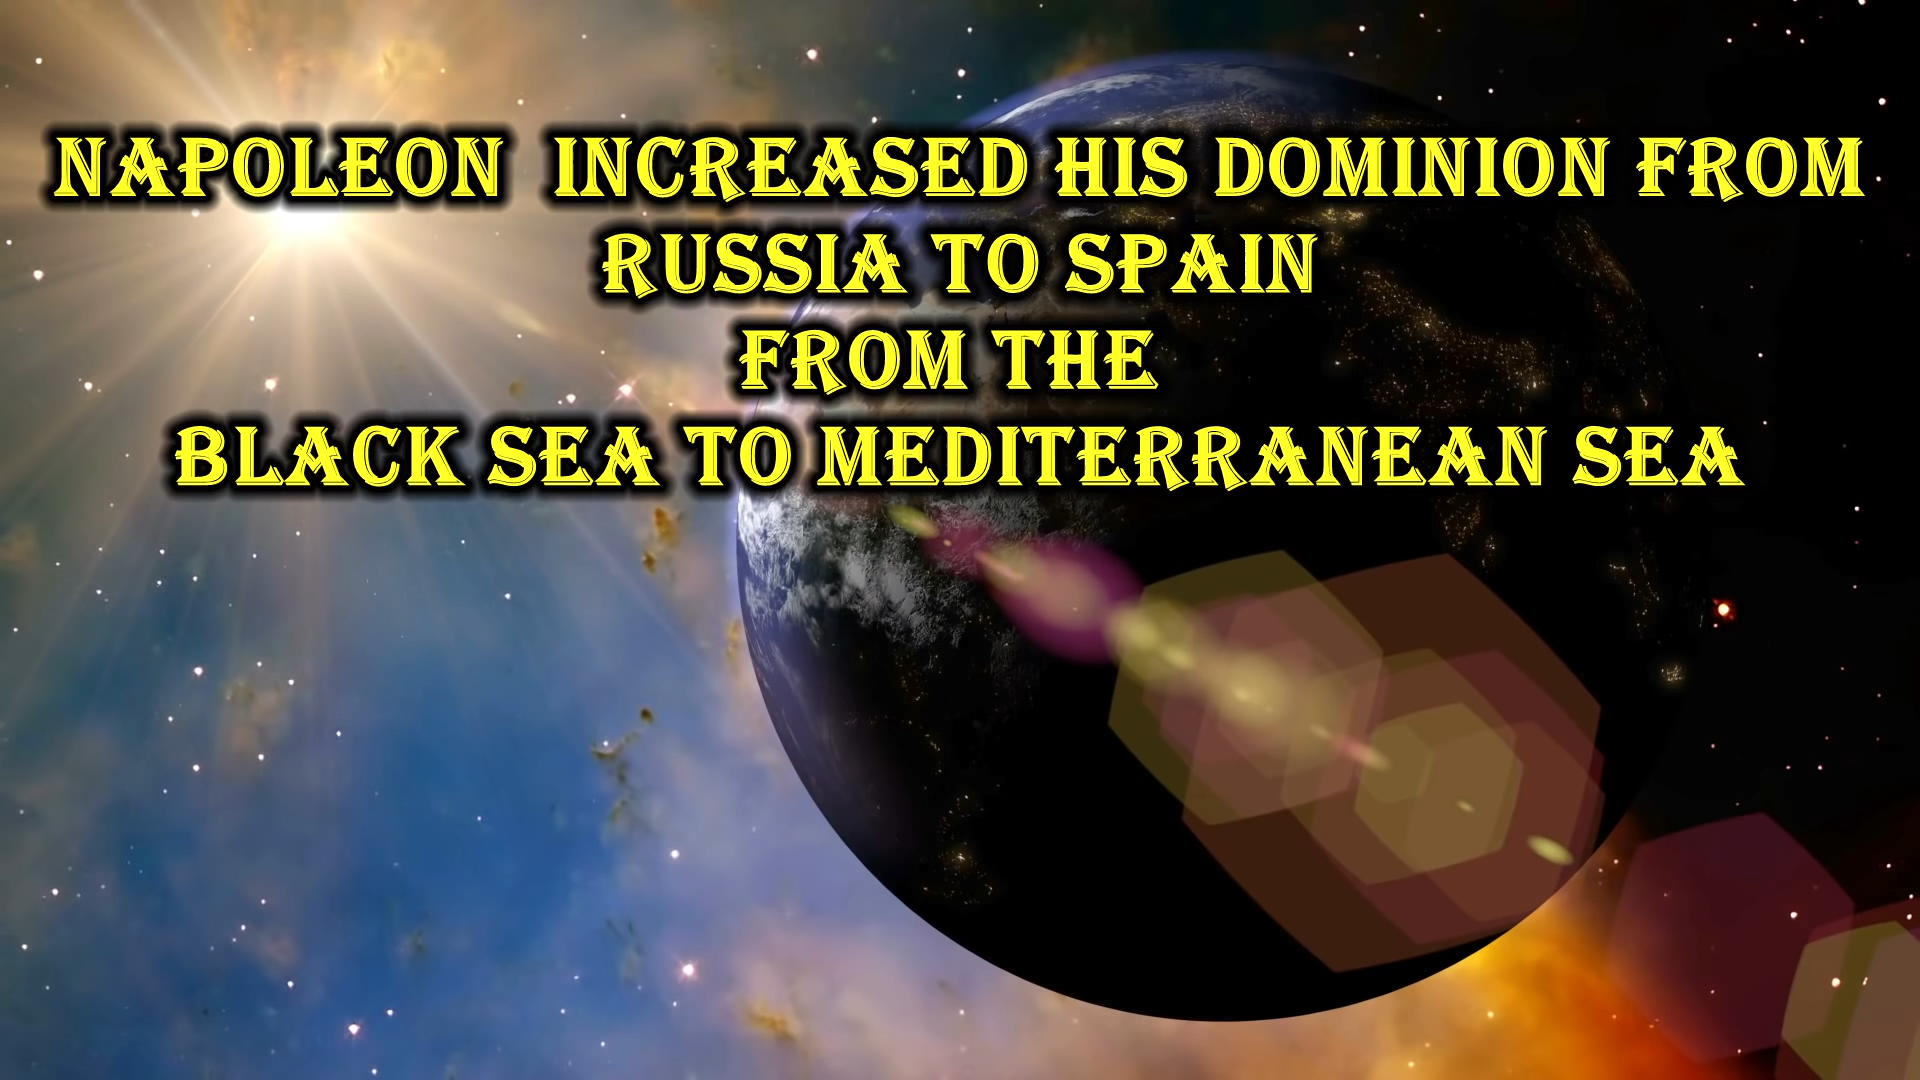 NAPOLEON INCREASED HIS DOMINION FROM
RUSSIA TO SPAIN
FROM THE
BLACK SEA TO MEDITERRANEAN SEA